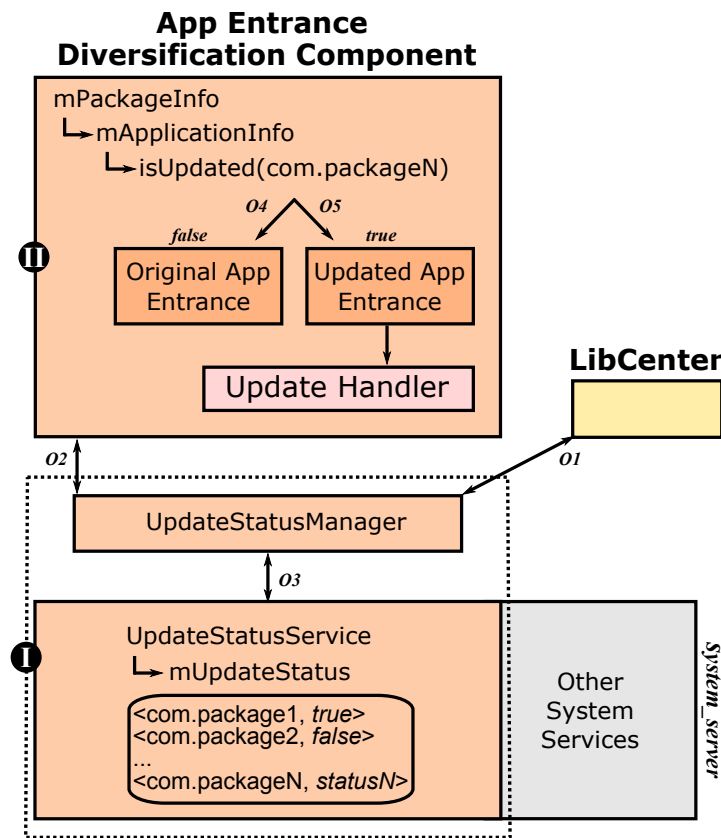 App Entrance
Diversification Component
mPackageInfo
mApplicationInfo
isUpdated(com.packageN)
O4
O5
false
true
III
Original App
Entrance
Updated App
Entrance
Update Handler
LibCenter
O2
O1
UpdateStatusManager
O3
I
UpdateStatusService
mUpdateStatus
<com.package1, true>
<com.package2, false>
...
<com.packageN, statusN>
Other
System
Services
System_server